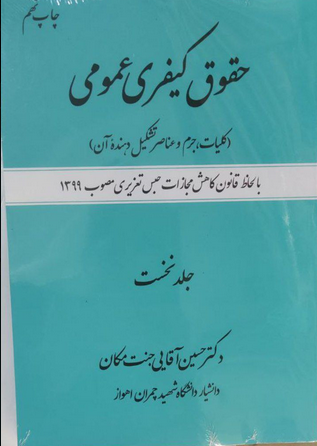 چاپ نهم
حقوق کیفری عمومی
(کلیات، جرم و عناصر تشکیل دهندهٔ آن)
با لحاظ قانون کاهش مجازات حبس تعزیری مصوب ۱۳۹۹
جلد نخست
دکتر حسین آقایی جنت مکان
دانشیار دانشگاه شهید چمران اهواز